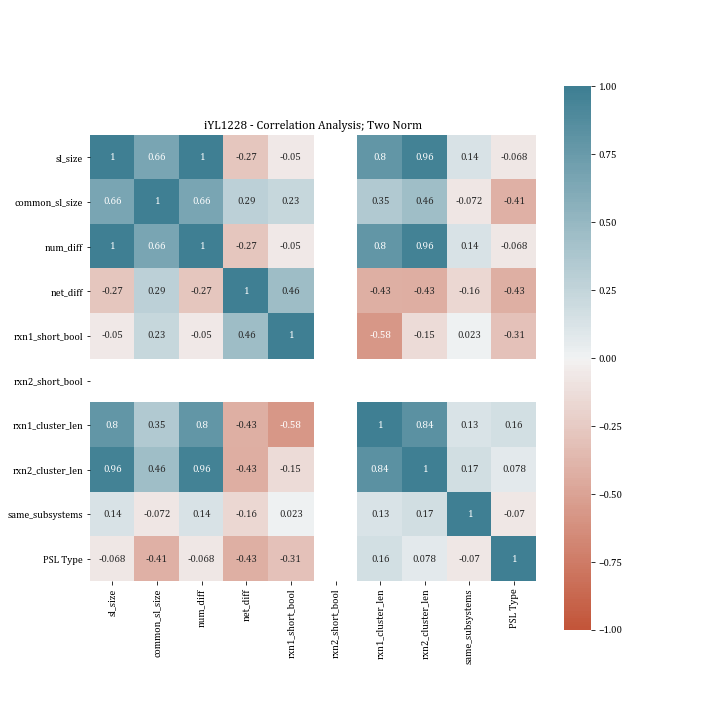 iYL1228 - Correlation Analysis; Two Norm
sl_size 1 0.66 1 -0.27 -0.05 0.8 0.96 0.14 -0.068
common_sl_size 0.66 1 0.66 0.29 0.23 0.35 0.46 -0.072 -0.41
num_diff 1 0.66 1 -0.27 -0.05 0.8 0.96 0.14 -0.068
net_diff -0.27 0.29 -0.27 1 0.46 -0.43 -0.43 -0.16 -0.43
rxn1_short_bool -0.05 0.23 -0.05 0.46 1 -0.58 -0.15 0.023 -0.31
rxn2_short_bool
rxn1_cluster_len 0.8 0.35 0.8 -0.43 -0.58 1 0.84 0.13 0.16
rxn2_cluster_len 0.96 0.46 0.96 -0.43 -0.15 0.84 1 0.17 0.078
same_subsystems 0.14 -0.072 0.14 -0.16 0.023 0.13 0.17 1 -0.07
PSL Type -0.068 -0.41 -0.068 -0.43 -0.31 0.16 0.078 -0.07 1
sl_size
common_sl_size
num_diff
net_diff
rxn1_short_bool
rxn2_short_bool
rxn1_cluster_len
rxn2_cluster_len
same_subsystems
PSL Type
1.00
0.75
0.50
0.25
0.00
−0.25
−0.50
−0.75
−1.00